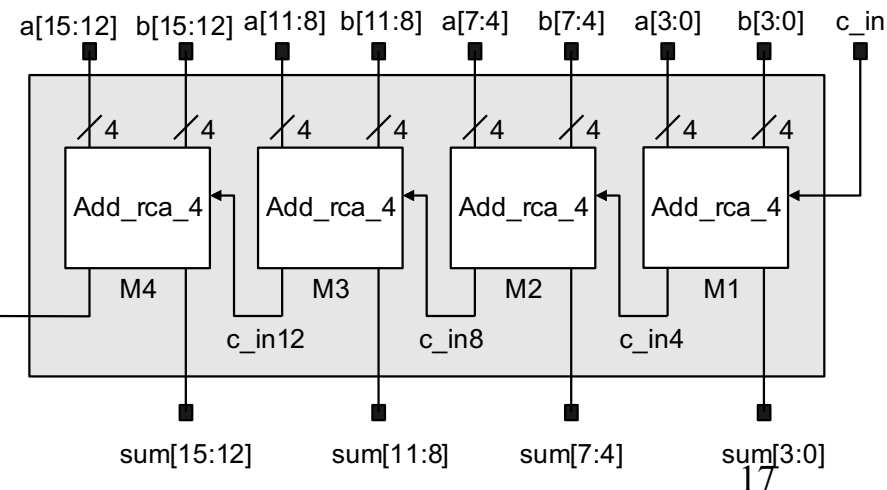 a[15:12] b[15:12] a[11:8] b[11:8] a[7:4] b[7:4] a[3:0] b[3:0] c_in
4 4 4 4 4 4 4 4
Add_rca_4 Add_rca_4 Add_rca_4 Add_rca_4
M4 M3 M2 M1
c_in12 c_in8 c_in4
sum[15:12] sum[11:8] sum[7:4] sum[3:0]
17